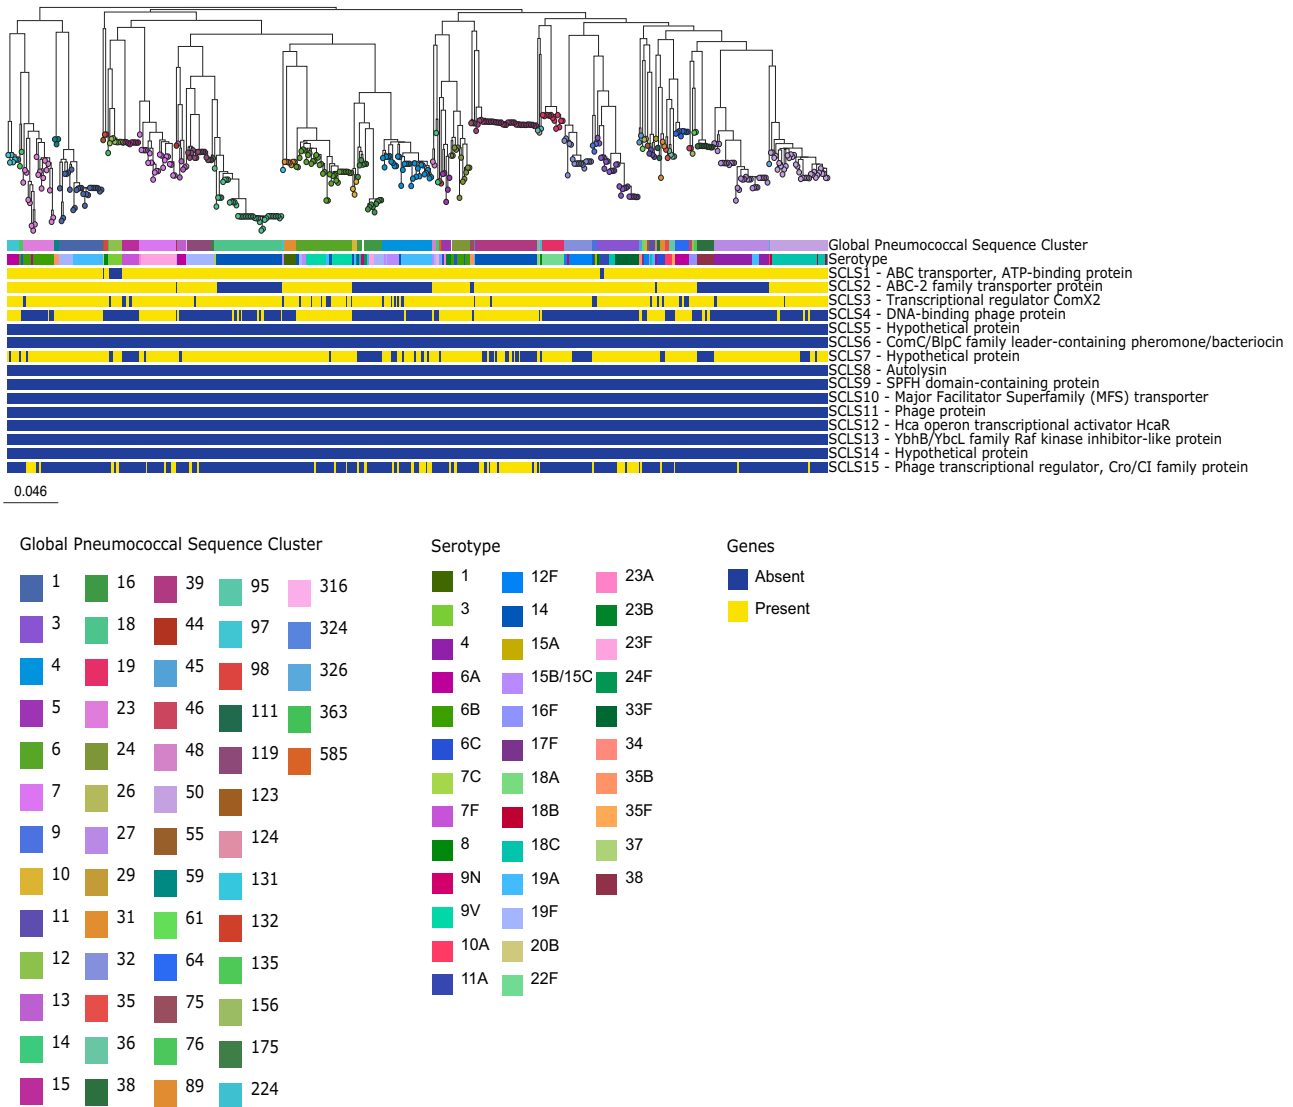 Global Pneumococcal Sequence Cluster
Serotype
SCLS1 - ABC transporter, ATP-binding protein
SCLS2 - ABC-2 family transporter protein
SCLS3 - Transcriptional regulator ComX2
SCLS4 - DNA-binding phage protein
SCLS5 - Hypothetical protein
SCLS6 - ComC/BlpC family leader-containing pheromone/bacteriocin
SCLS7 - Hypothetical protein
SCLS8 - Autolysin
SCLS9 - SPFH domain-containing protein
SCLS10 - Major Facilitator Superfamily (MFS) transporter
SCLS11 - Phage protein
SCLS12 - Hca operon transcriptional activator HcaR
SCLS13 - YbhB/YbcL family Raf kinase inhibitor-like protein
SCLS14 - Hypothetical protein
SCLS15 - Phage transcriptional regulator, Cro/CI family protein
0.046
Global Pneumococcal Sequence Cluster
1
3
4
5
6
7
9
10
11
12
13
14
15
16
18
19
23
24
26
27
29
31
32
35
36
38
39
44
45
46
48
50
55
59
61
64
75
76
89
95
97
98
111
119
123
124
131
132
135
156
175
224
316
324
326
363
585
Serotype
1
3
4
6A
6B
6C
7C
7F
8
9N
9V
10A
11A
12F
14
15A
15B/15C
16F
17F
18A
18B
18C
19A
19F
20B
22F
23A
23B
23F
24F
33F
34
35B
35F
37
38
Genes
Absent
Present